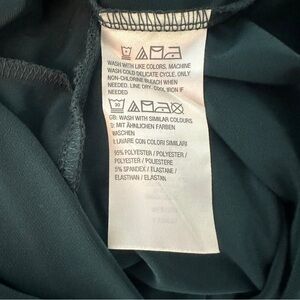 WASH WITH LIKE COLORS. MACHINE
WASH COLD DELICATE CYCLE. ONLY
NON-CHLORINE BLEACH WHEN
NEEDED. LINE DRY. COOL IRON IF
NEEDED
30
GB: WASH WITH SIMILAR COLOURS
D: MIT ÄHNLICHEN FARBEN
WASCHEN
I: LAVARE CON COLORI SIMILARI
95% POLYESTER / POLYESTER /
POLYESTER / POLIESTERE
5% SPANDEX / ELASTANE /
ELASTHAN / ELASTAN